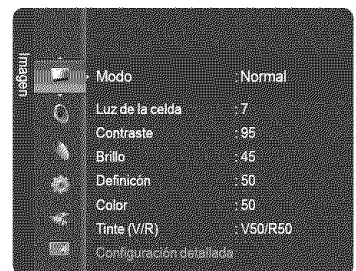 Imagen
Modo : Normal
Luz de la celda : 7
Contraste : 95
Brillo : 45
Definicón : 50
Color : 50
Tinte (V/R) : V50/R50
Configuración detallada